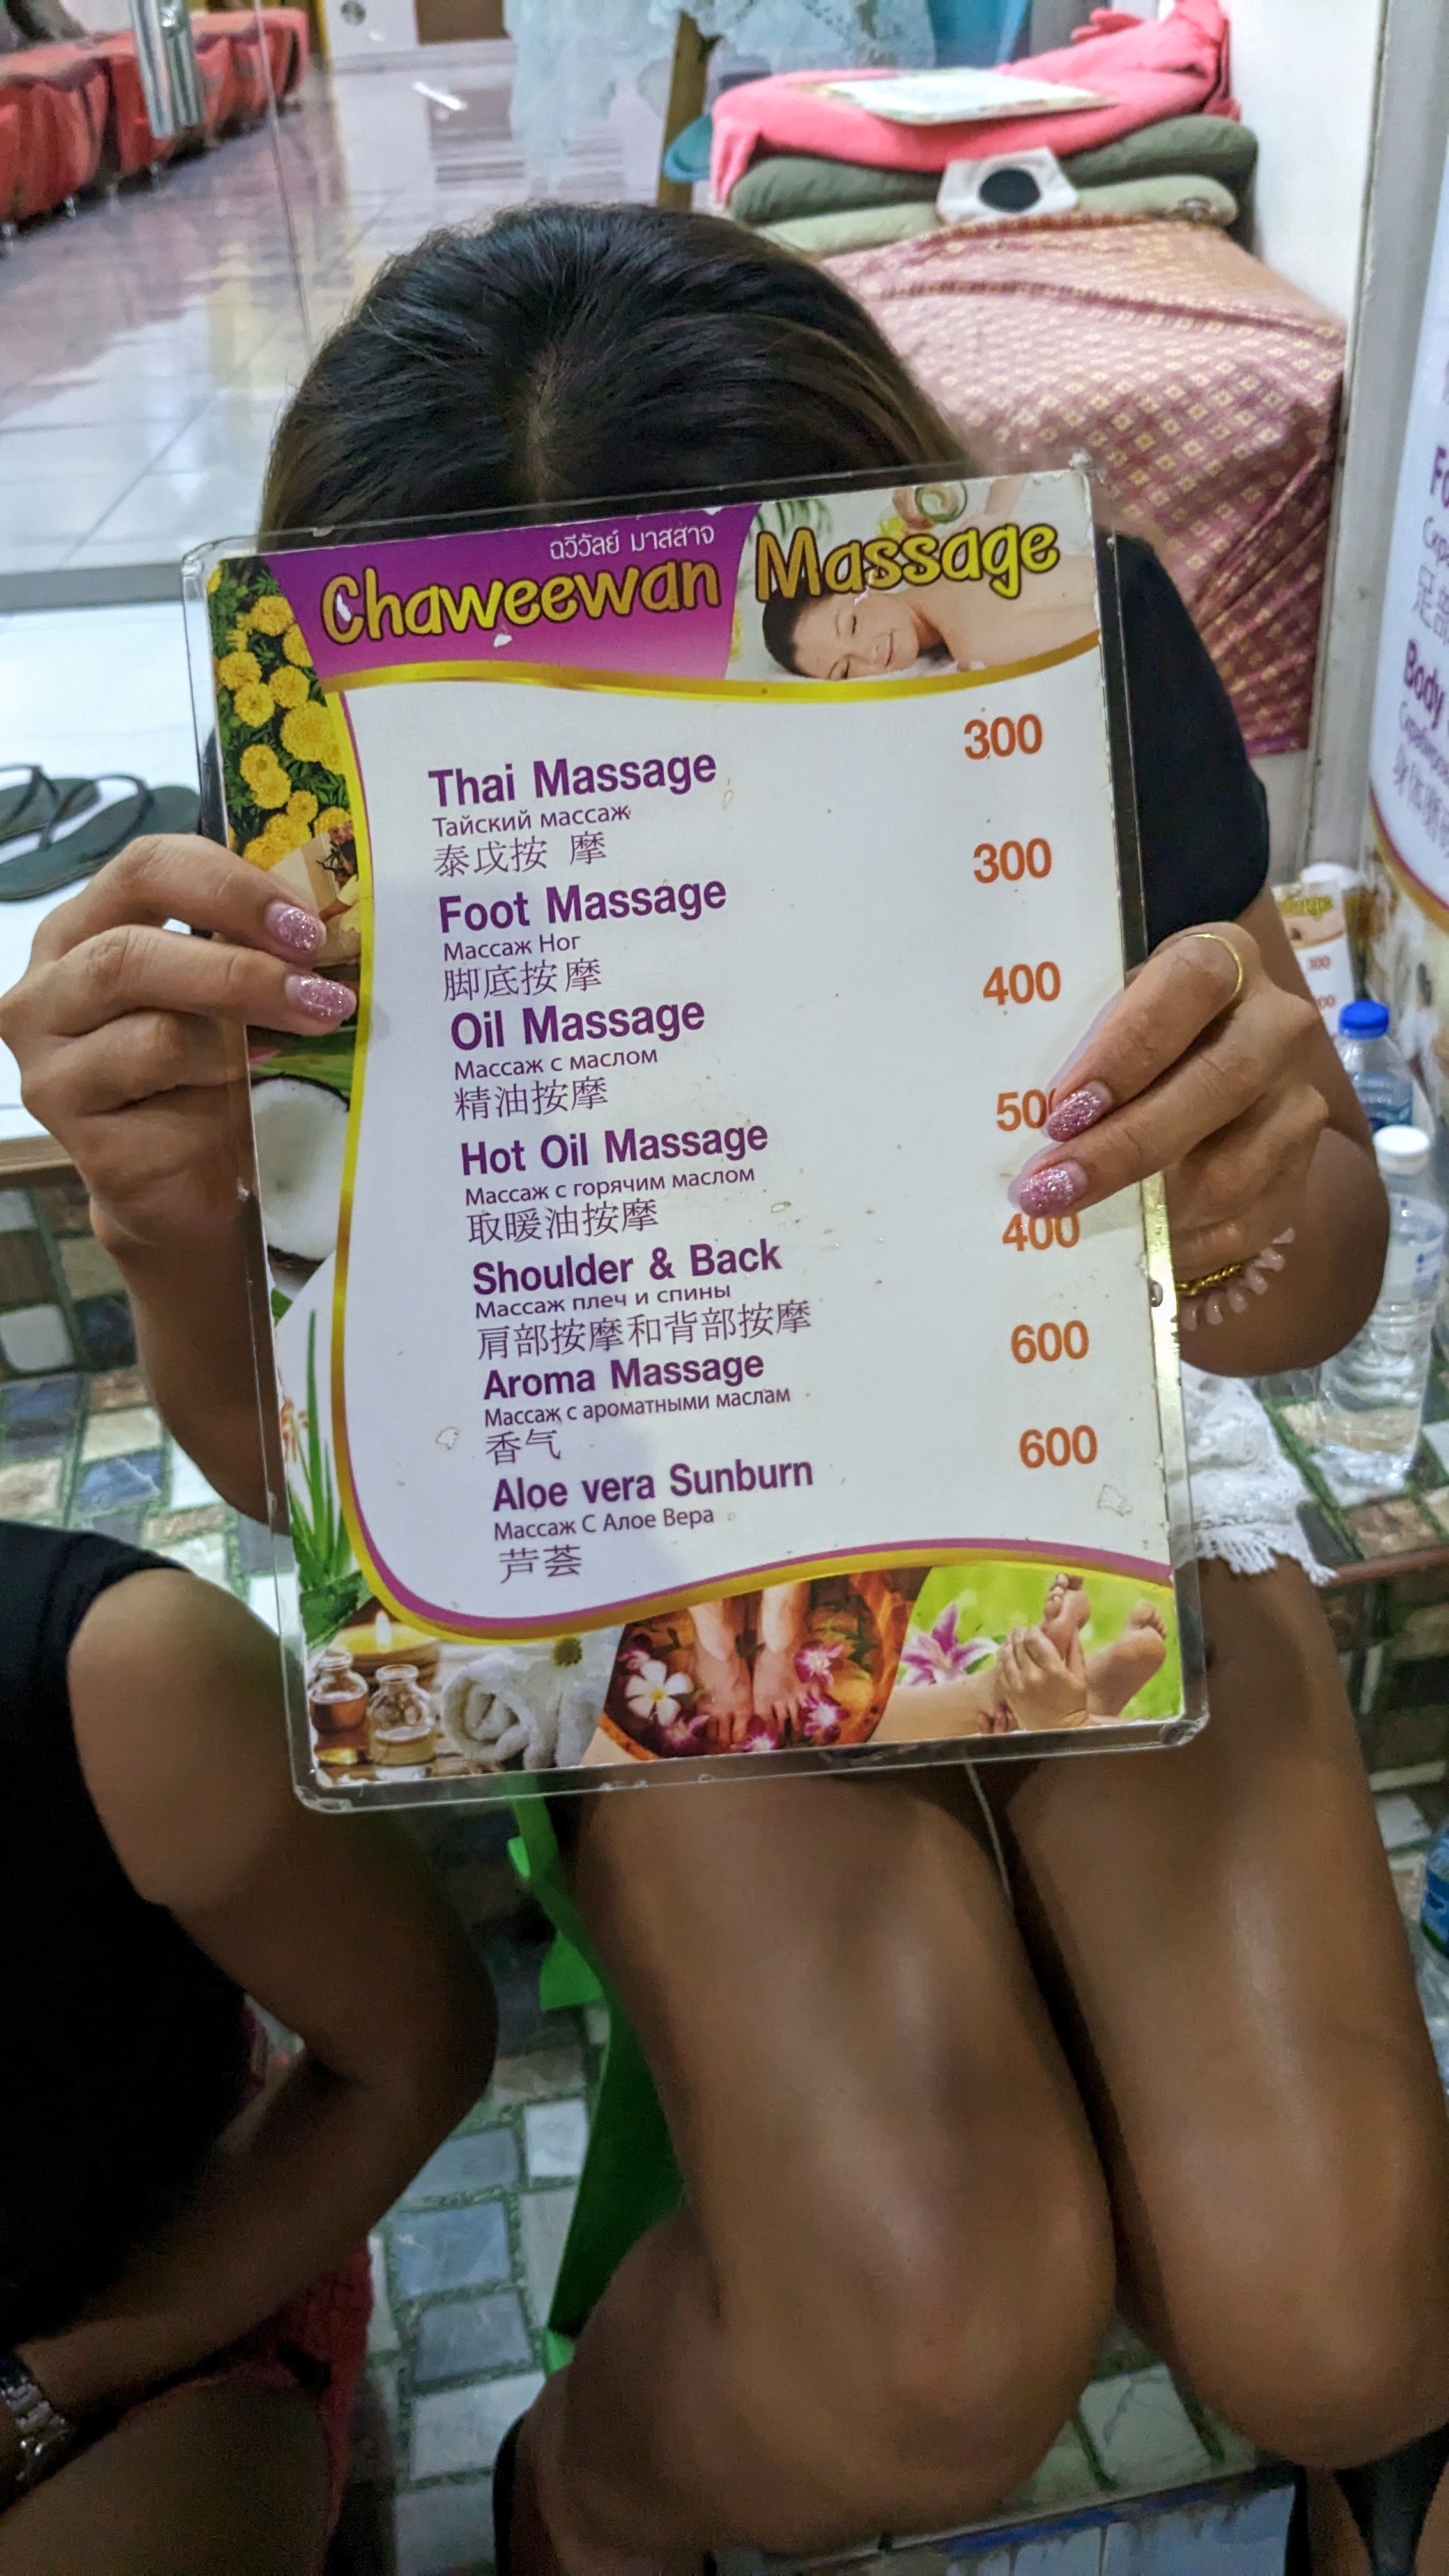 ฉวีวัลย์ มาสสาจ
Chaweewan Massage
Thai Massage 300
Тайский массаж
泰戉按 摩
Foot Massage 300
Массаж Ног
脚底按摩
Oil Massage 400
Массаж с маслом
精油按摩
Hot Oil Massage
Массаж с горячим маслом
取暖油按摩
Shoulder & Back 400
Массаж плеч и спины
肩部按摩和背部按摩
Aroma Massage 600
Массаж с ароматными маслам
香气
Aloe vera Sunburn 600
Массаж С Алое Вера
芦荟
Body
300